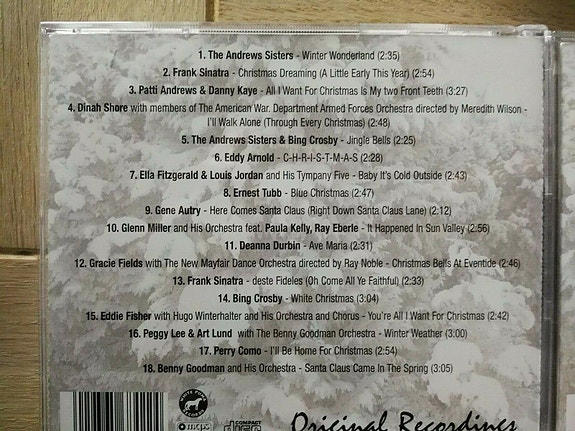 1. The Andrews Sisters - Winter Wonderland (2:35)
2. Frank Sinatra - Christmas Dreaming (A Little Early This Year) (2:54)
3. Patti Andrews & Danny Kaye - All I Want For Christmas Is My two Front Teeth (3:27)
4. Dinah Shore with members of The American War. Department Armed Forces Orchestra directed by Meredith Wilson -
I'll Walk Alone (Through Every Christmas) (2:48)
5. The Andrews Sisters & Bing Crosby - Jingle Bells (2:25)
6. Eddy Arnold - C-H-R-I-S-T-M-A-S (2:28)
7. Ella Fitzgerald & Louis Jordan and His Tympany Five - Baby It's Cold Outside (2:43)
8. Ernest Tubb - Blue Christmas (2:47)
9. Gene Autry - Here Comes Santa Claus (Right Down Santa Claus Lane) (2:12)
10. Glenn Miller and His Orchestra feat. Paula Kelly, Ray Eberle - It Happened In Sun Valley (2:56)
11. Deanna Durbin - Ave Maria (2:31)
12. Gracie Fields with The New Mayfair Dance Orchestra directed by Ray Noble - Christmas Bells At Eventide (2:46)
13. Frank Sinatra - deste Fideles (Oh Come All Ye Faithful) (2:33)
14. Bing Crosby - White Christmas (3:04)
15. Eddie Fisher with Hugo Winterhalter and His Orchestra and Chorus - You're All I Want For Christmas (2:42)
16. Peggy Lee & Art Lund with The Benny Goodman Orchestra - Winter Weather (3:00)
17. Perry Como - I'll Be Home For Christmas (2:54)
18. Benny Goodman and His Orchestra - Santa Claus Came In The Spring (3:05)
mcps
COMPACT
disc
Original Recordings